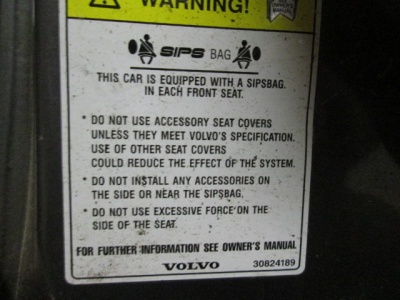 WARNING!
SIPS BAG
THIS CAR IS EQUIPPED WITH A SIPSBAG.
IN EACH FRONT SEAT.
• DO NOT USE ACCESSORY SEAT COVERS
UNLESS THEY MEET VOLVO'S SPECIFICATION.
USE OF OTHER SEAT COVERS
COULD REDUCE THE EFFECT OF THE SYSTEM.
• DO NOT INSTALL ANY ACCESSORIES ON
THE SIDE OR NEAR THE SIPSBAG.
• DO NOT USE EXCESSIVE FORCE ON THE
SIDE OF THE SEAT.
FOR FURTHER INFORMATION SEE OWNER'S MANUAL
VOLVO 30824189